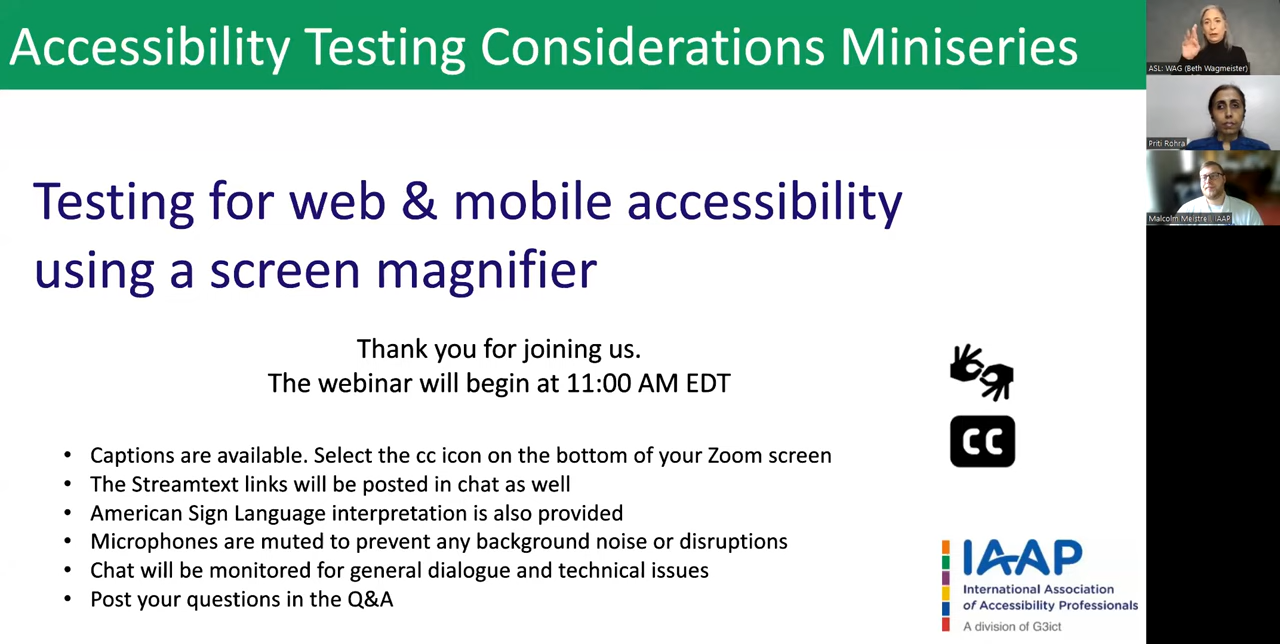 Accessibility Testing Considerations Miniseries
Testing for web & mobile accessibility
using a screen magnifier
Thank you for joining us.
The webinar will begin at 11:00 AM EDT
• Captions are available. Select the cc icon on the bottom of your Zoom screen
• The Streamtext links will be posted in chat as well
• American Sign Language interpretation is also provided
• Microphones are muted to prevent any background noise or disruptions
• Chat will be monitored for general dialogue and technical issues
• Post your questions in the Q&A
CC
IAAP
International Association
of Accessibility Professionals
A division of G3ict
ASL: WAG (Beth Wagmeister)
Priti Rohra
Malcolm Meistrell, IAAP